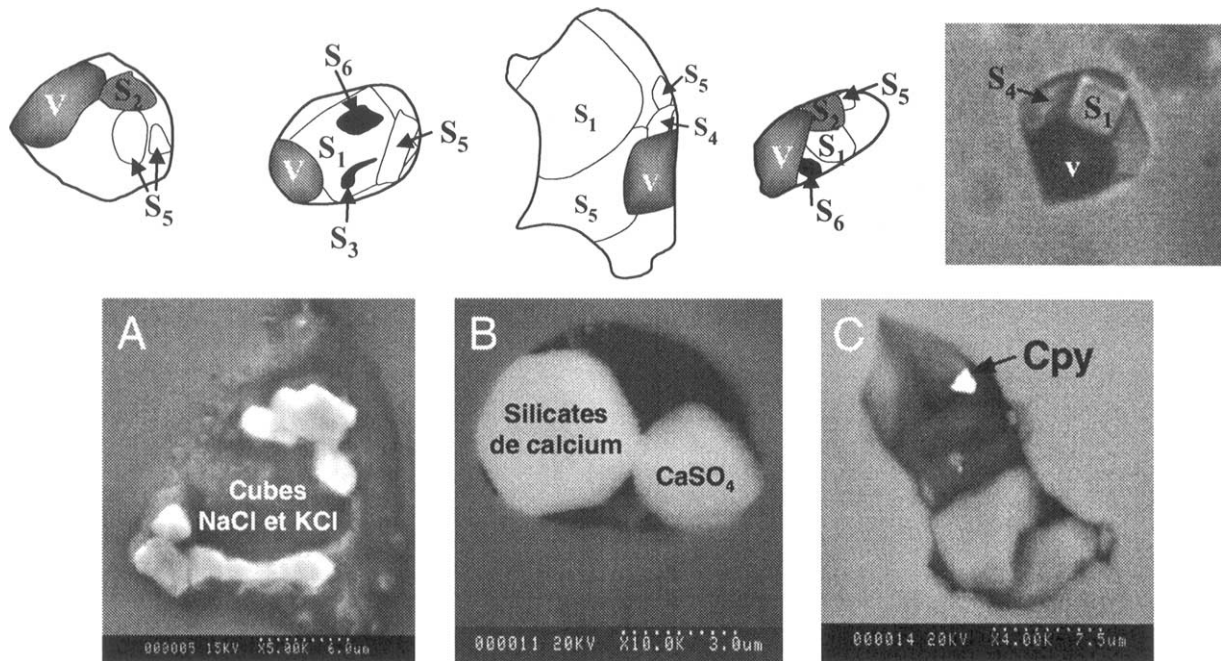 V S₂ S₅
S₆ S₁ V S₅ S₃
S₁ S₅ S₄ V S₅
S₅ S₂ V S₁ S₆
S₄ S₁ v
A
Cubes
NaCl et KCl
000005 15KV X5.00K 6.0um
B
Silicates
de calcium
CaSO₄
000011 20KV X10.0K 3.0um
C
Cpy
000014 20KV X4.00K 7.5um